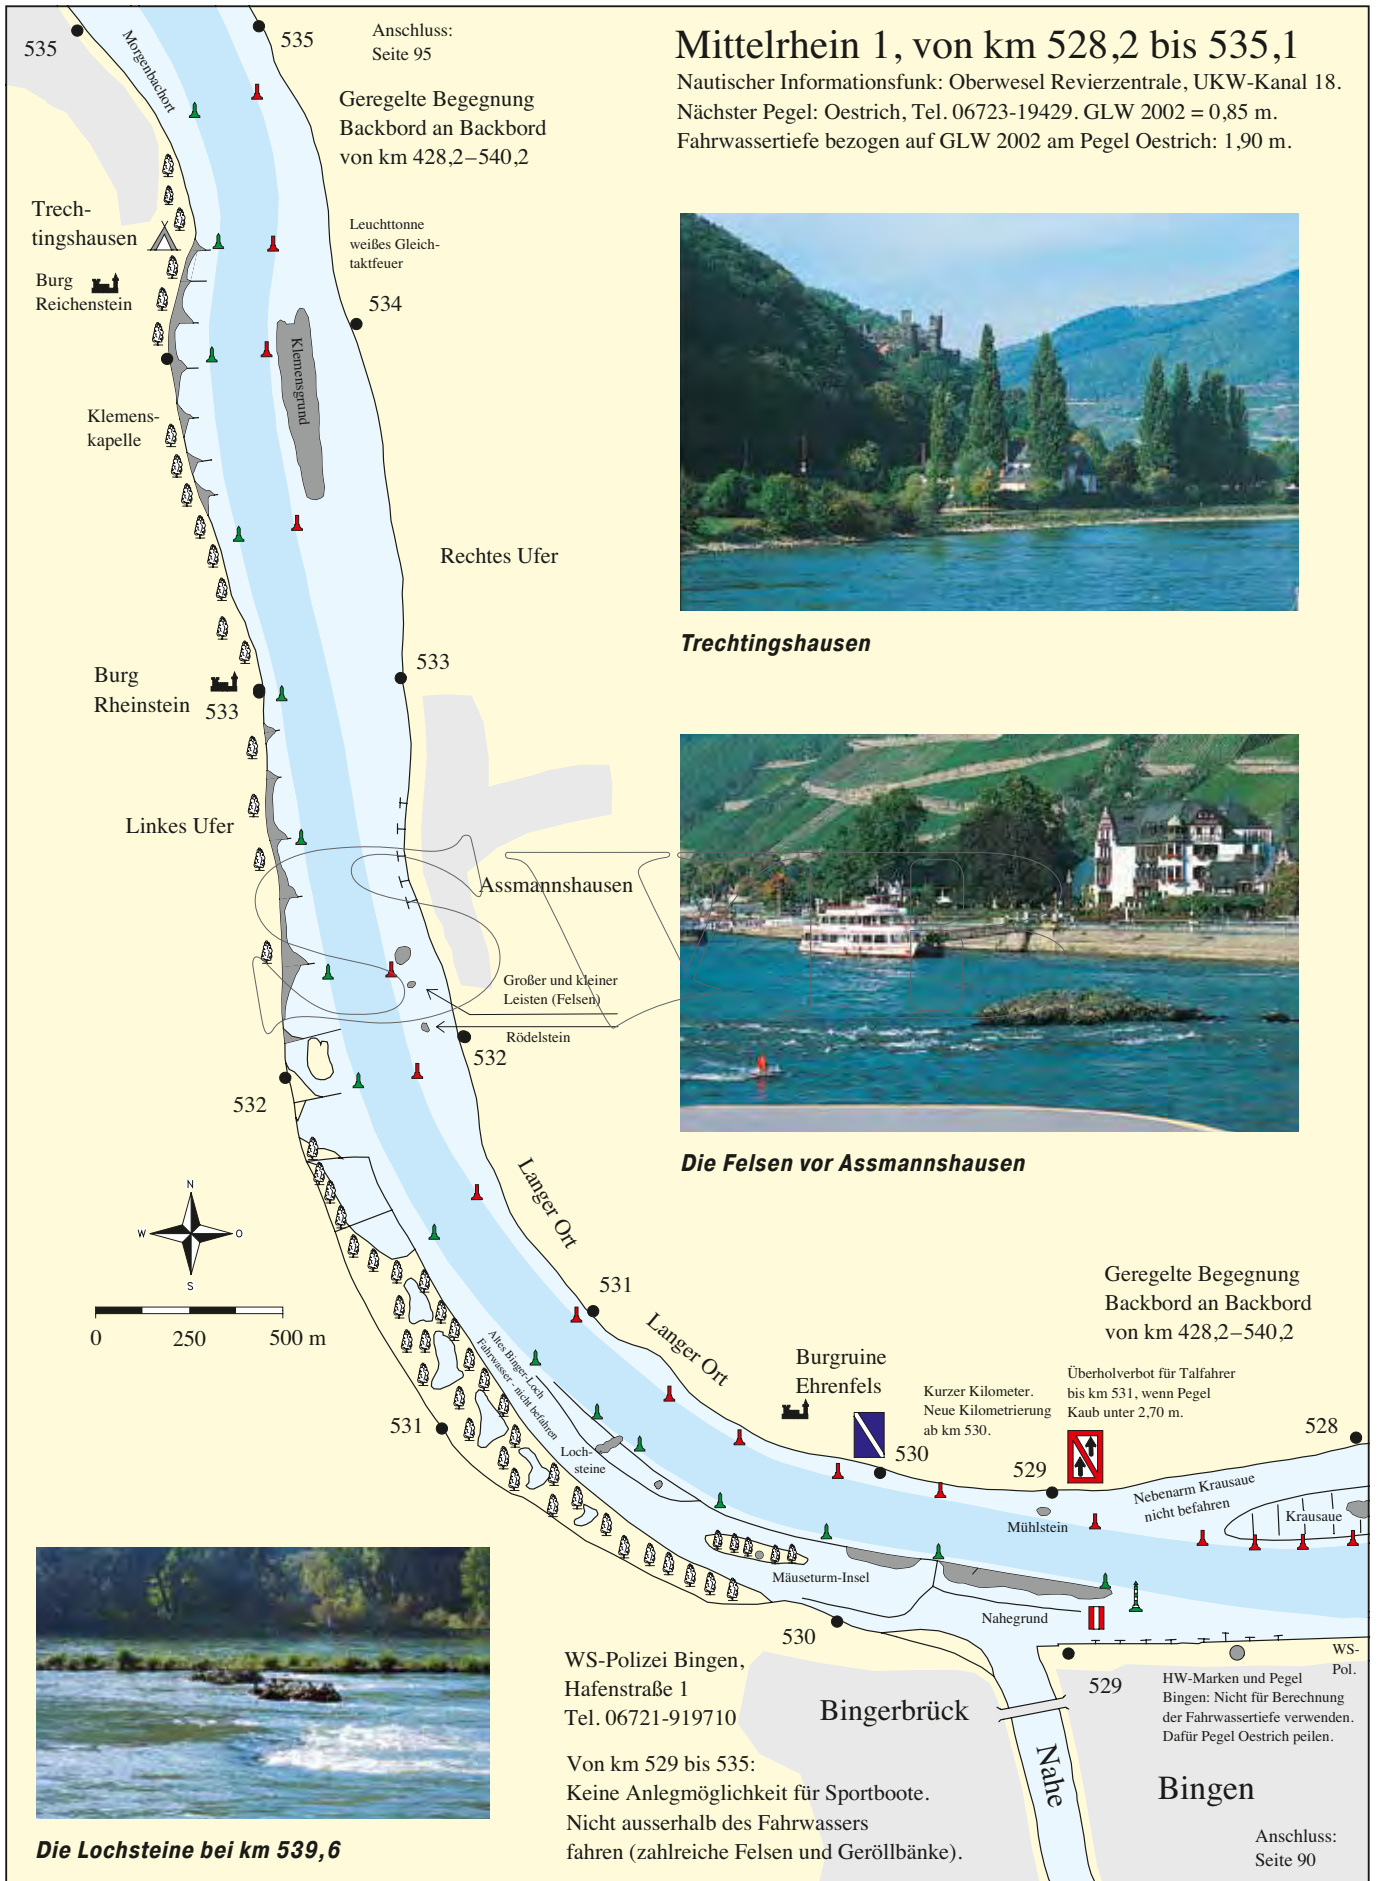 Mittelrhein 1, von km 528,2 bis 535,1
Nautischer Informationsfunk: Oberwesel Revierzentrale, UKW-Kanal 18.
Nächster Pegel: Oestrich, Tel. 06723-19429. GLW 2002 = 0,85 m.
Fahrwassertiefe bezogen auf GLW 2002 am Pegel Oestrich: 1,90 m.
535
Morgenbachort
535
Anschluss:
Seite 95
Geregelte Begegnung
Backbord an Backbord
von km 428,2–540,2
Trech-
tingshausen
Leuchttonne
weißes Gleich-
taktfeuer
Burg
Reichenstein
534
Klemensgrund
Klemens-
kapelle
Rechtes Ufer
Trechtingshausen
533
Burg
Rheinstein
533
Linkes Ufer
Assmannshausen
Großer und kleiner
Leisten (Felsen)
Rödelstein
532
532
Die Felsen vor Assmannshausen
Langer Ort
N
W
O
S
0
250
500 m
531
Langer Ort
Geregelte Begegnung
Backbord an Backbord
von km 428,2–540,2
Burgruine
Ehrenfels
Kurzer Kilometer.
Neue Kilometrierung
ab km 530.
Überholverbot für Talfahrer
bis km 531, wenn Pegel
Kaub unter 2,70 m.
528
Altes Binger-Loch
Fahrwasser - nicht befahren
531
Loch-
steine
530
529
Nebenarm Krausaue
nicht befahren
Krausaue
Mühlstein
Mäuseturm-Insel
Nahegrund
530
WS-
Pol.
529
WS-Polizei Bingen,
Hafenstraße 1
Tel. 06721-919710
Bingerbrück
HW-Marken und Pegel
Bingen: Nicht für Berechnung
der Fahrwassertiefe verwenden.
Dafür Pegel Oestrich peilen.
Nahe
Bingen
Von km 529 bis 535:
Keine Anlegmöglichkeit für Sportboote.
Nicht ausserhalb des Fahrwassers
fahren (zahlreiche Felsen und Geröllbänke).
Die Lochsteine bei km 539,6
Anschluss:
Seite 90